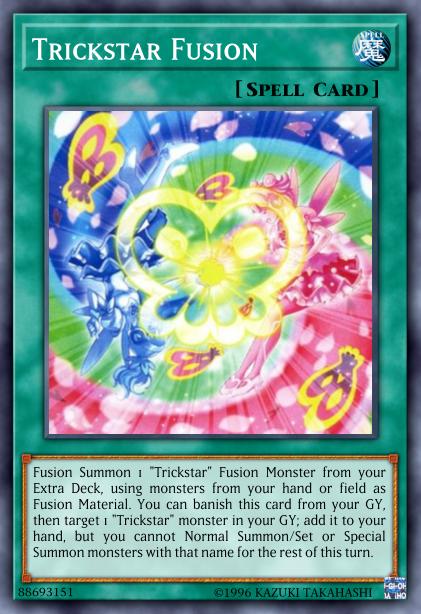 Trickstar Fusion
SPELL
魔
[Spell Card]
Fusion Summon 1 "Trickstar" Fusion Monster from your
Extra Deck, using monsters from your hand or field as
Fusion Material. You can banish this card from your GY,
then target 1 "Trickstar" monster in your GY; add it to your
hand, but you cannot Normal Summon/Set or Special
Summon monsters with that name for the rest of this turn.
88693151
©1996 KAZUKI TAKAHASHI